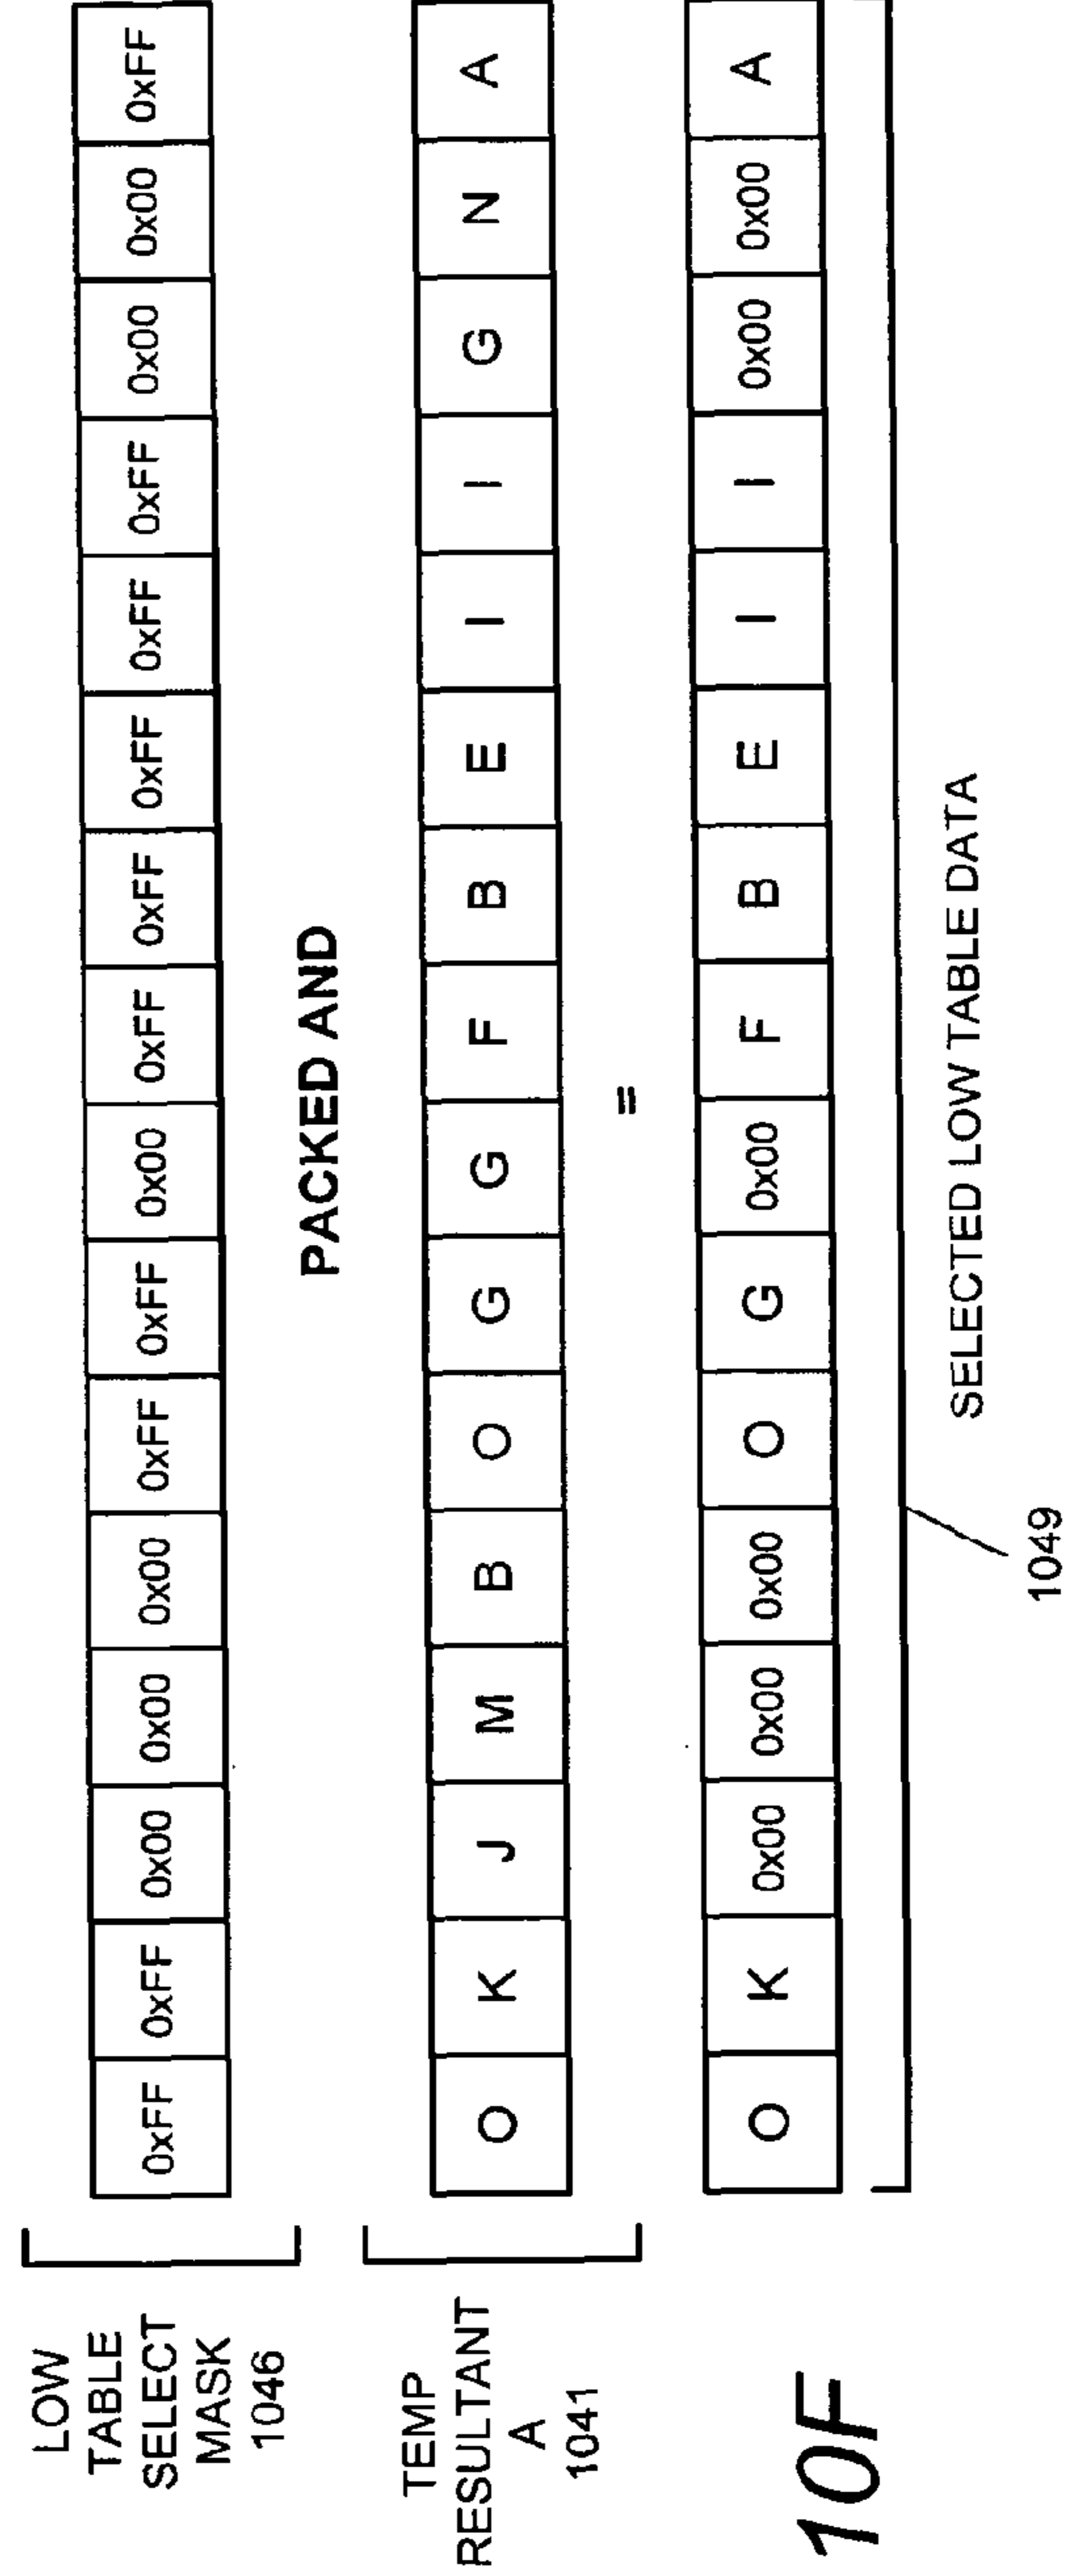 LOW
TABLE
SELECT
MASK
1046
0xFF 0xFF 0x00 0x00 0x00 0xFF 0xFF 0x00 0xFF 0xFF 0xFF 0xFF 0xFF 0x00 0x00 0xFF
PACKED AND
TEMP
RESULTANT
A
1041
O K J M B O G G F B E I I G N A
=
O K 0x00 0x00 0x00 O G 0x00 F B E I I 0x00 0x00 A
SELECTED LOW TABLE DATA
1049
10F